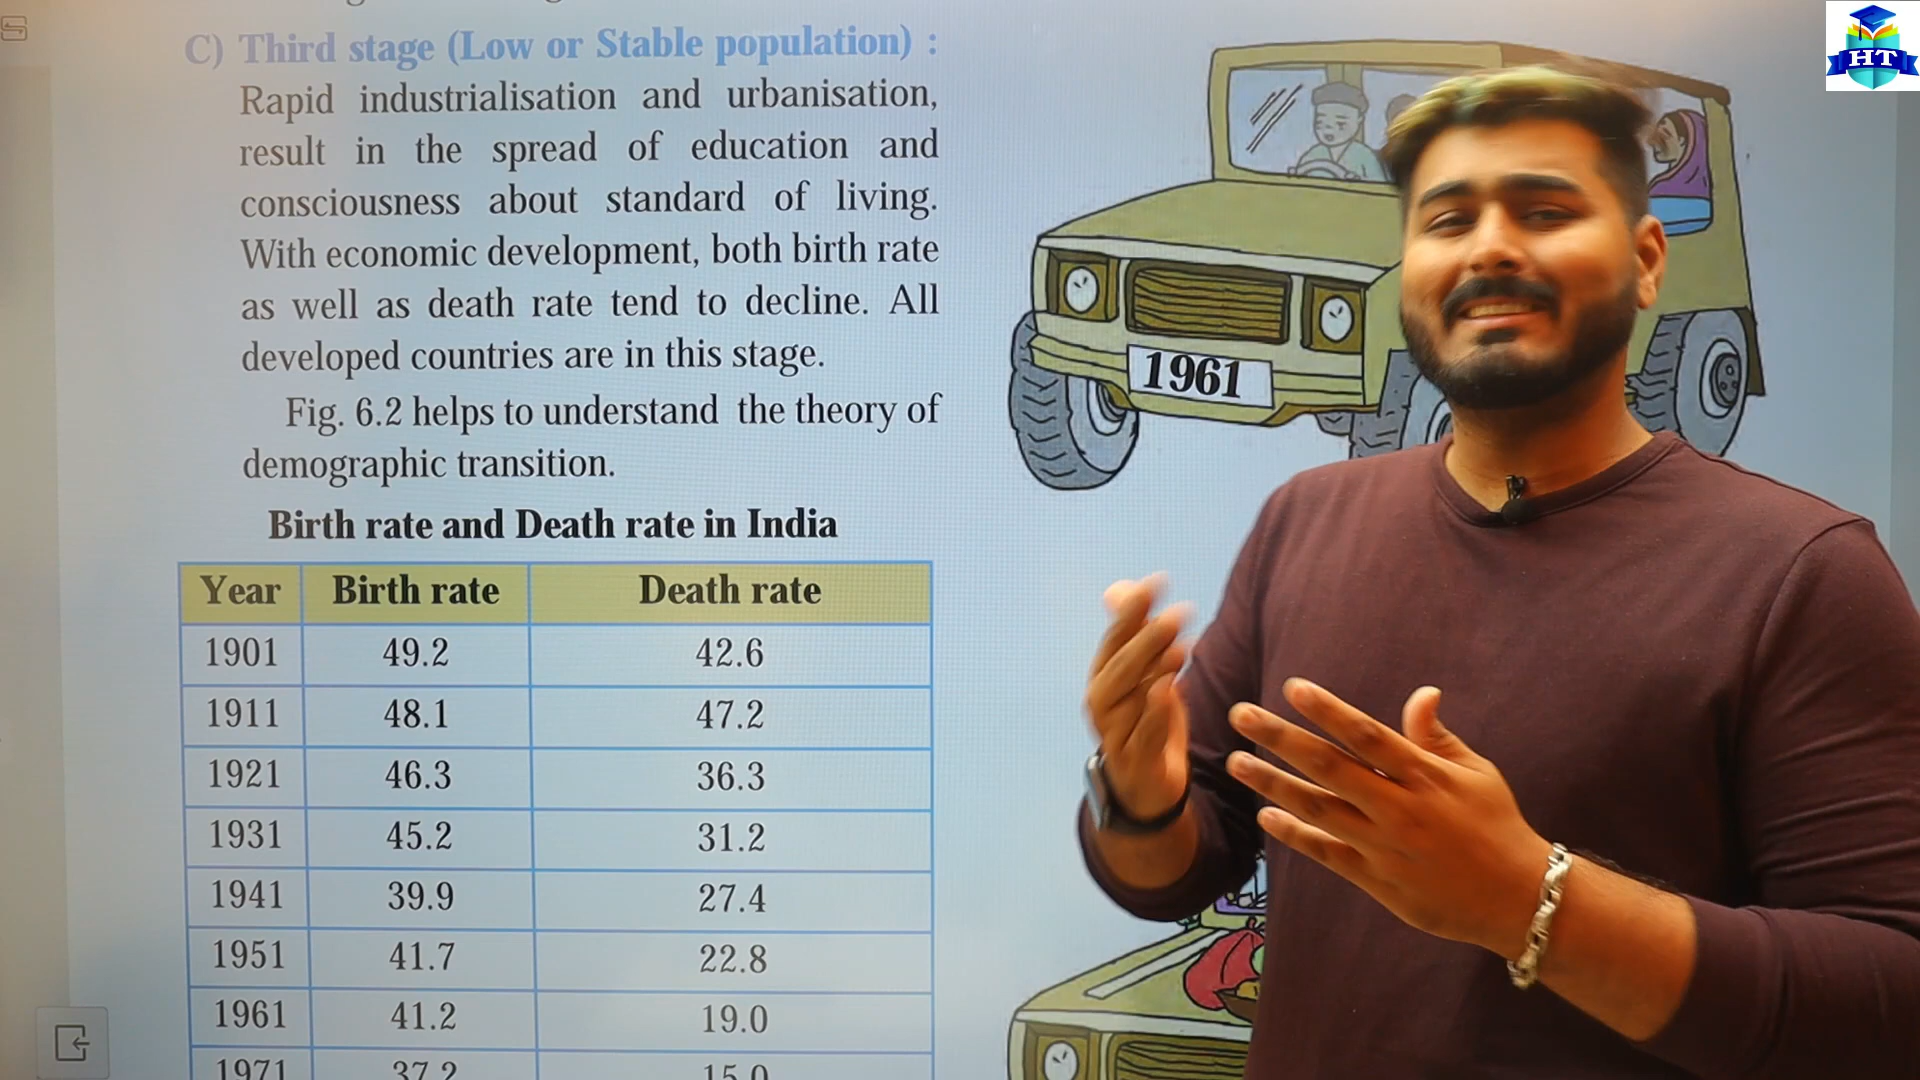 C) Third stage (Low or Stable population) :
Rapid industrialisation and urbanisation,
result in the spread of education and
consciousness about standard of living.
With economic development, both birth rate
as well as death rate tend to decline. All
developed countries are in this stage.
Fig. 6.2 helps to understand the theory of
demographic transition.
Birth rate and Death rate in India
Year Birth rate Death rate
1901 49.2 42.6
1911 48.1 47.2
1921 46.3 36.3
1931 45.2 31.2
1941 39.9 27.4
1951 41.7 22.8
1961 41.2 19.0
1971 37.2 15.0
1961
HT